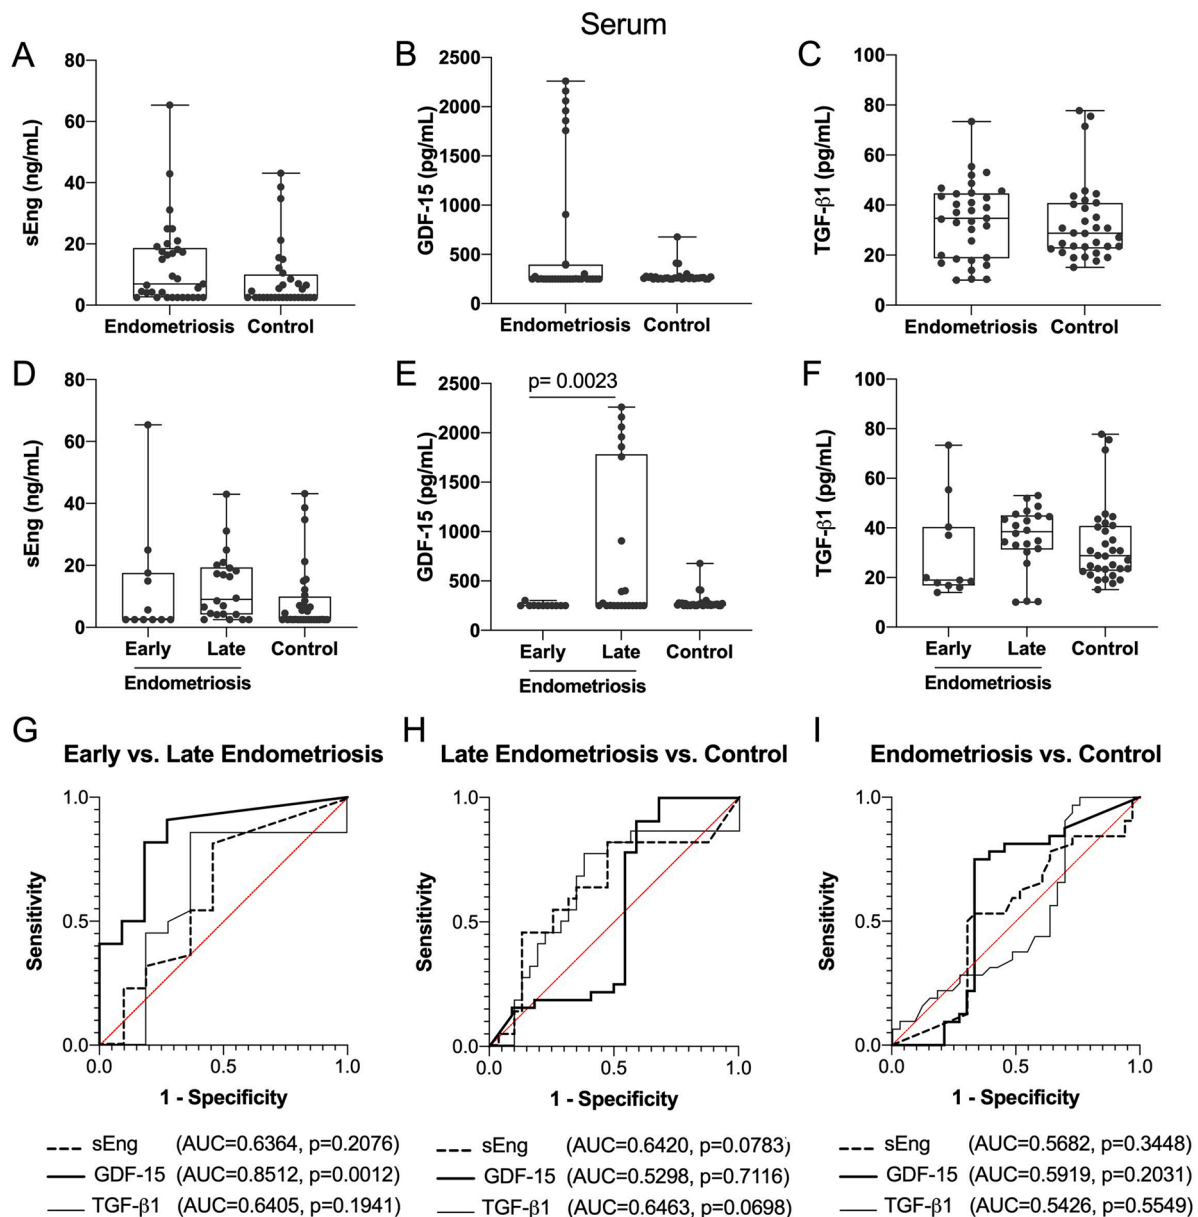 Serum
A
B
C
sEng (ng/mL)
80
60
40
20
0
Endometriosis Control
GDF-15 (pg/mL)
2500
2000
1500
1000
500
0
Endometriosis Control
TGF-β1 (pg/mL)
100
80
60
40
20
0
Endometriosis Control
D
E
F
sEng (ng/mL)
80
60
40
20
0
Early Late Control
Endometriosis
GDF-15 (pg/mL)
2500
2000
1500
1000
500
0
p= 0.0023
Early Late Control
Endometriosis
TGF-β1 (pg/mL)
100
80
60
40
20
0
Early Late Control
Endometriosis
G
Early vs. Late Endometriosis
Sensitivity
1.0
0.5
0.0
0.0 0.5 1.0
1 - Specificity
sEng (AUC=0.6364, p=0.2076)
GDF-15 (AUC=0.8512, p=0.0012)
TGF-β1 (AUC=0.6405, p=0.1941)
H
Late Endometriosis vs. Control
Sensitivity
1.0
0.5
0.0
0.0 0.5 1.0
1 - Specificity
sEng (AUC=0.6420, p=0.0783)
GDF-15 (AUC=0.5298, p=0.7116)
TGF-β1 (AUC=0.6463, p=0.0698)
I
Endometriosis vs. Control
Sensitivity
1.0
0.5
0.0
0.0 0.5 1.0
1 - Specificity
sEng (AUC=0.5682, p=0.3448)
GDF-15 (AUC=0.5919, p=0.2031)
TGF-β1 (AUC=0.5426, p=0.5549)